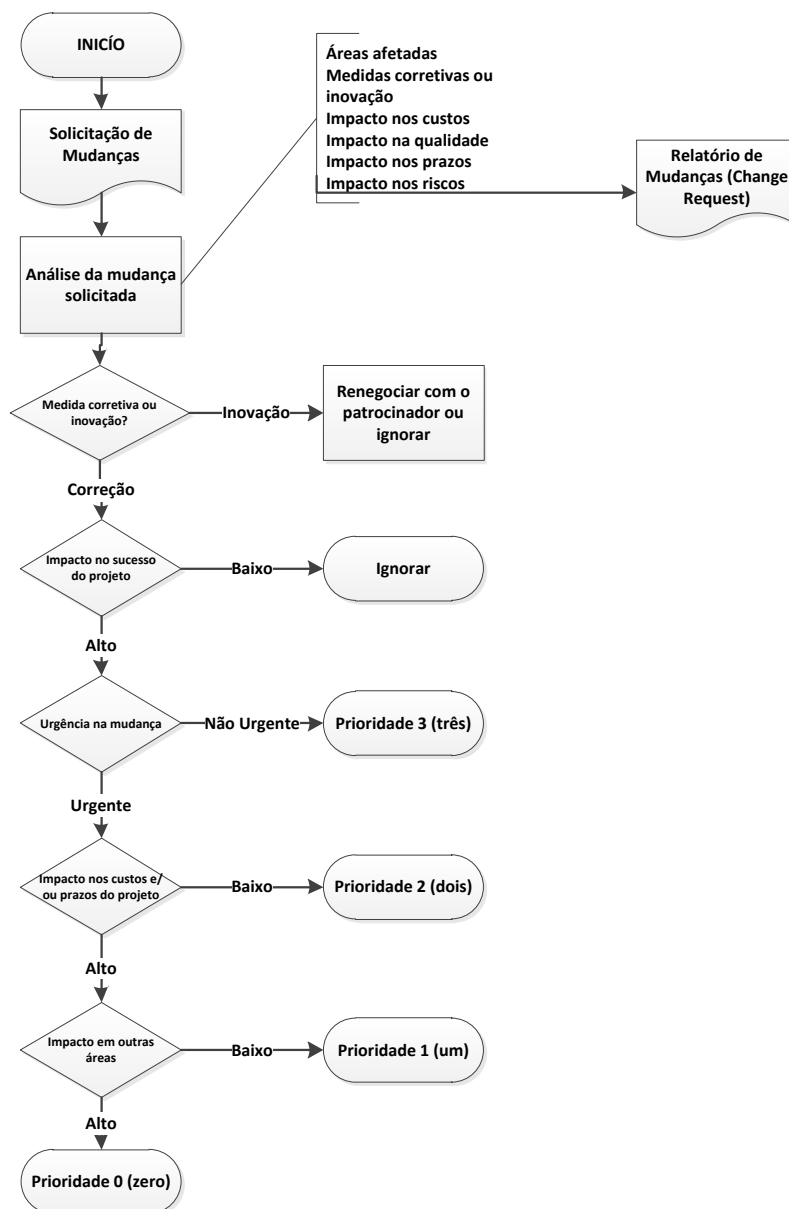 INICÍO
Solicitação de
Mudanças
Áreas afetadas
Medidas corretivas ou
inovação
Impacto nos custos
Impacto na qualidade
Impacto nos prazos
Impacto nos riscos
Relatório de
Mudanças (Change
Request)
Análise da mudança
solicitada
Medida corretiva ou
inovação?
Inovação
Renegociar com o
patrocinador ou
ignorar
Correção
Impacto no sucesso
do projeto
Baixo
Ignorar
Alto
Urgência na mudança
Não Urgente
Prioridade 3 (três)
Urgente
Impacto nos custos e/
ou prazos do projeto
Baixo
Prioridade 2 (dois)
Alto
Impacto em outras
áreas
Baixo
Prioridade 1 (um)
Alto
Prioridade 0 (zero)